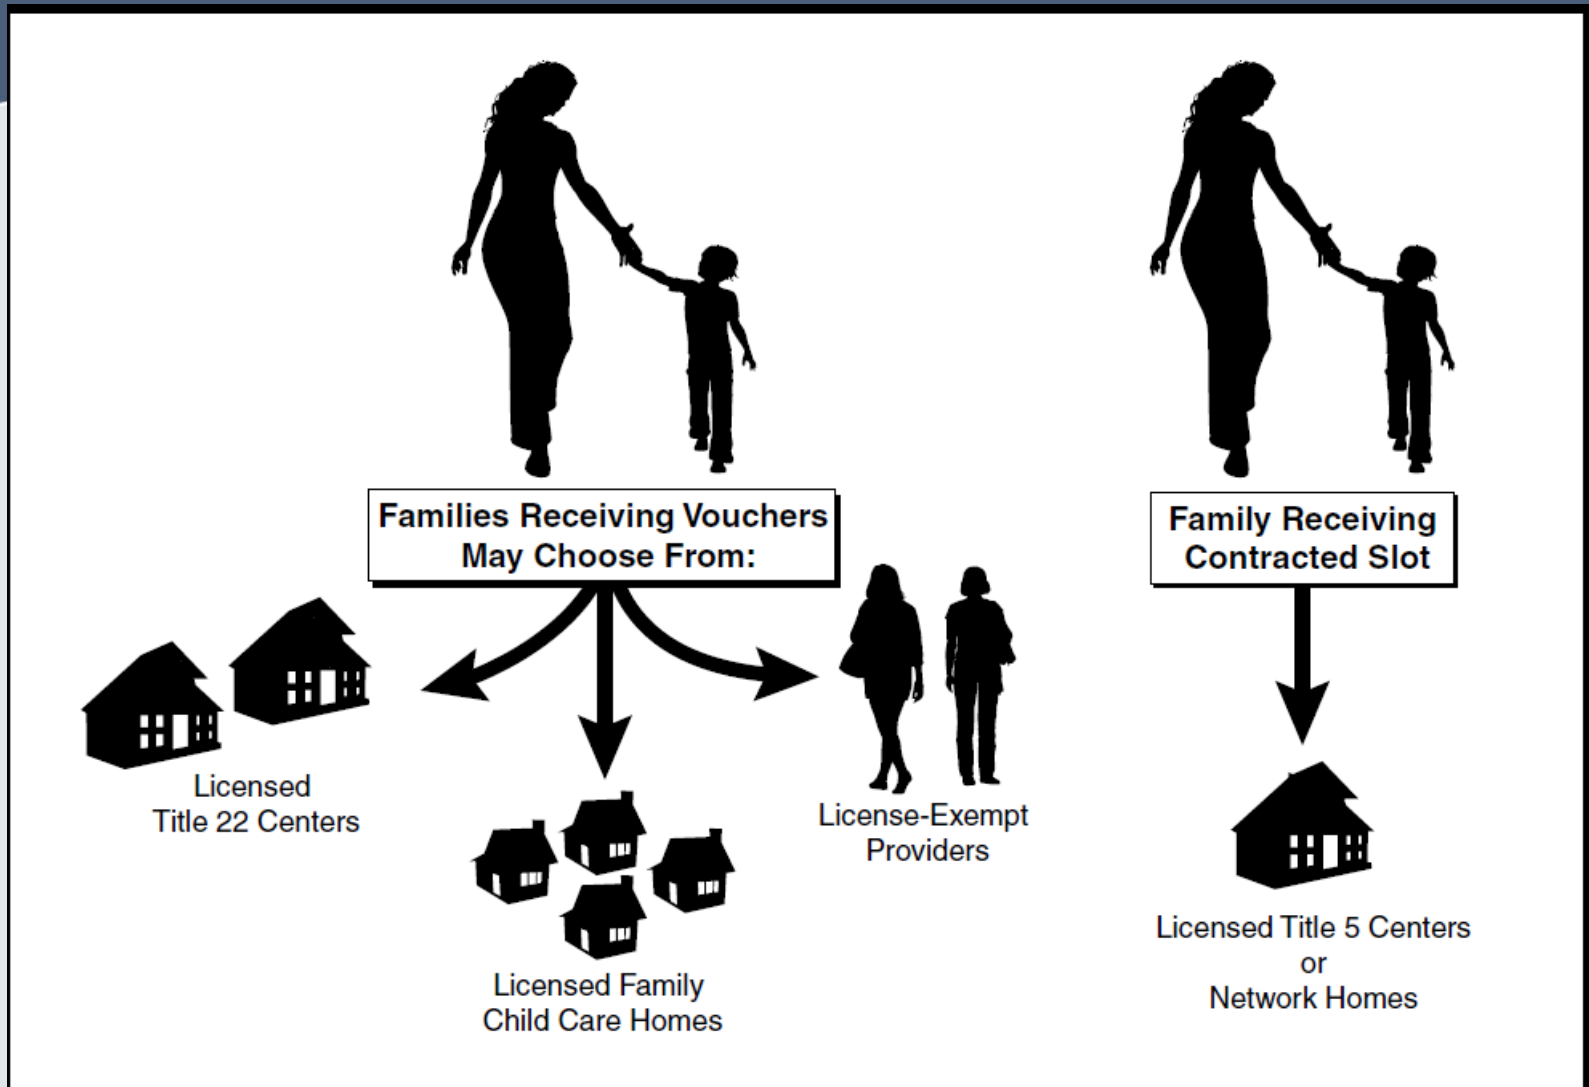 Families Receiving Vouchers
May Choose From:
Licensed
Title 22 Centers
Licensed Family
Child Care Homes
License-Exempt
Providers
Family Receiving
Contracted Slot
Licensed Title 5 Centers
or
Network Homes